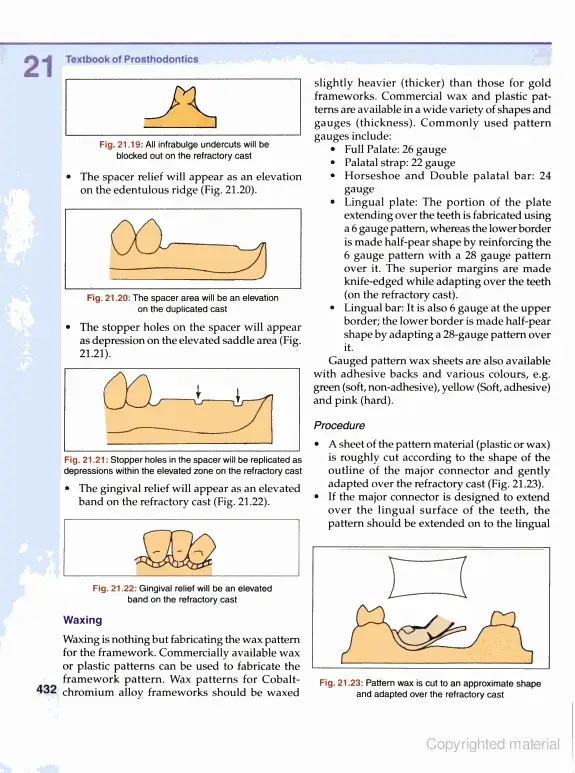 21
Textbook of Prosthodontics
Fig. 21.19: All infrabulge undercuts will be
blocked out on the refractory cast
• The spacer relief will appear as an elevation
on the edentulous ridge (Fig. 21.20).
Fig. 21.20: The spacer area will be an elevation
on the duplicated cast
• The stopper holes on the spacer will appear
as depression on the elevated saddle area (Fig.
21.21).
Fig. 21.21: Stopper holes in the spacer will be replicated as
depressions within the elevated zone on the refractory cast
• The gingival relief will appear as an elevated
band on the refractory cast (Fig. 21.22).
Fig. 21.22: Gingival relief will be an elevated
band on the refractory cast
Waxing
Waxing is nothing but fabricating the wax pattern
for the framework. Commercially available wax
or plastic patterns can be used to fabricate the
framework pattern. Wax patterns for Cobalt-
chromium alloy frameworks should be waxed
432
slightly heavier (thicker) than those for gold
frameworks. Commercial wax and plastic pat-
terns are available in a wide variety of shapes and
gauges (thickness). Commonly used pattern
gauges include:
• Full Palate: 26 gauge
• Palatal strap: 22 gauge
• Horseshoe and Double palatal bar: 24
gauge
• Lingual plate: The portion of the plate
extending over the teeth is fabricated using
a 6 gauge pattern, whereas the lower border
is made half-pear shape by reinforcing the
6 gauge pattern with a 28 gauge pattern
over it. The superior margins are made
knife-edged while adapting over the teeth
(on the refractory cast).
• Lingual bar: It is also 6 gauge at the upper
border; the lower border is made half-pear
shape by adapting a 28-gauge pattern over
it.
Gauged pattern wax sheets are also available
with adhesive backs and various colours, e.g.
green (soft, non-adhesive), yellow (Soft, adhesive)
and pink (hard).
Procedure
• A sheet of the pattern material (plastic or wax)
is roughly cut according to the shape of the
outline of the major connector and gently
adapted over the refractory cast (Fig. 21.23).
• If the major connector is designed to extend
over the lingual surface of the teeth, the
pattern should be extended on to the lingual
Fig. 21.23: Pattern wax is cut to an approximate shape
and adapted over the refractory cast
Copyrighted material